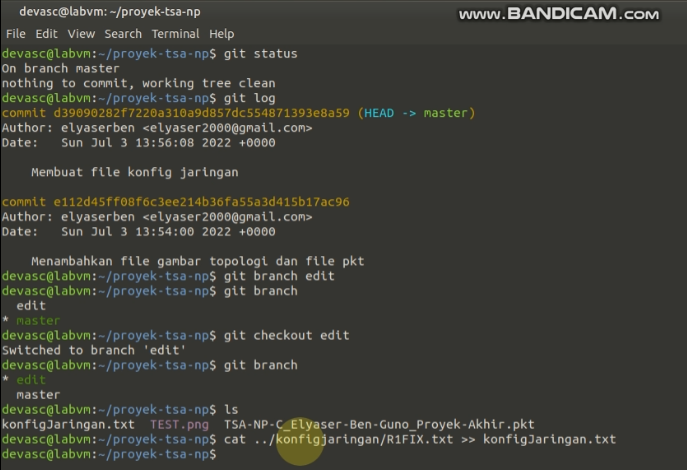 devasc@labvm: ~/proyek-tsa-np
www.BANDICAM.com
File Edit View Search Terminal Help
devasc@labvm:~/proyek-tsa-np$ git status
On branch master
nothing to commit, working tree clean
devasc@labvm:~/proyek-tsa-np$ git log
commit d39090282f7220a310a9d857dc554871393e8a59 (HEAD -> master)
Author: elyaserben <elyaser2000@gmail.com>
Date:   Sun Jul 3 13:56:08 2022 +0000
Membuat file konfig jaringan
commit e112d45ff08f6c3ee214b36fa55a3d415b17ac96
Author: elyaserben <elyaser2000@gmail.com>
Date:   Sun Jul 3 13:54:00 2022 +0000
Menambahkan file gambar topologi dan file pkt
devasc@labvm:~/proyek-tsa-np$ git branch edit
devasc@labvm:~/proyek-tsa-np$ git branch
edit
* master
devasc@labvm:~/proyek-tsa-np$ git checkout edit
Switched to branch 'edit'
devasc@labvm:~/proyek-tsa-np$ git branch
* edit
master
devasc@labvm:~/proyek-tsa-np$ ls
konfigJaringan.txt  TEST.png  TSA-NP-C_Elyaser-Ben-Guno_Proyek-Akhir.pkt
devasc@labvm:~/proyek-tsa-np$ cat ../konfigjaringan/R1FIX.txt >> konfigJaringan.txt
devasc@labvm:~/proyek-tsa-np$